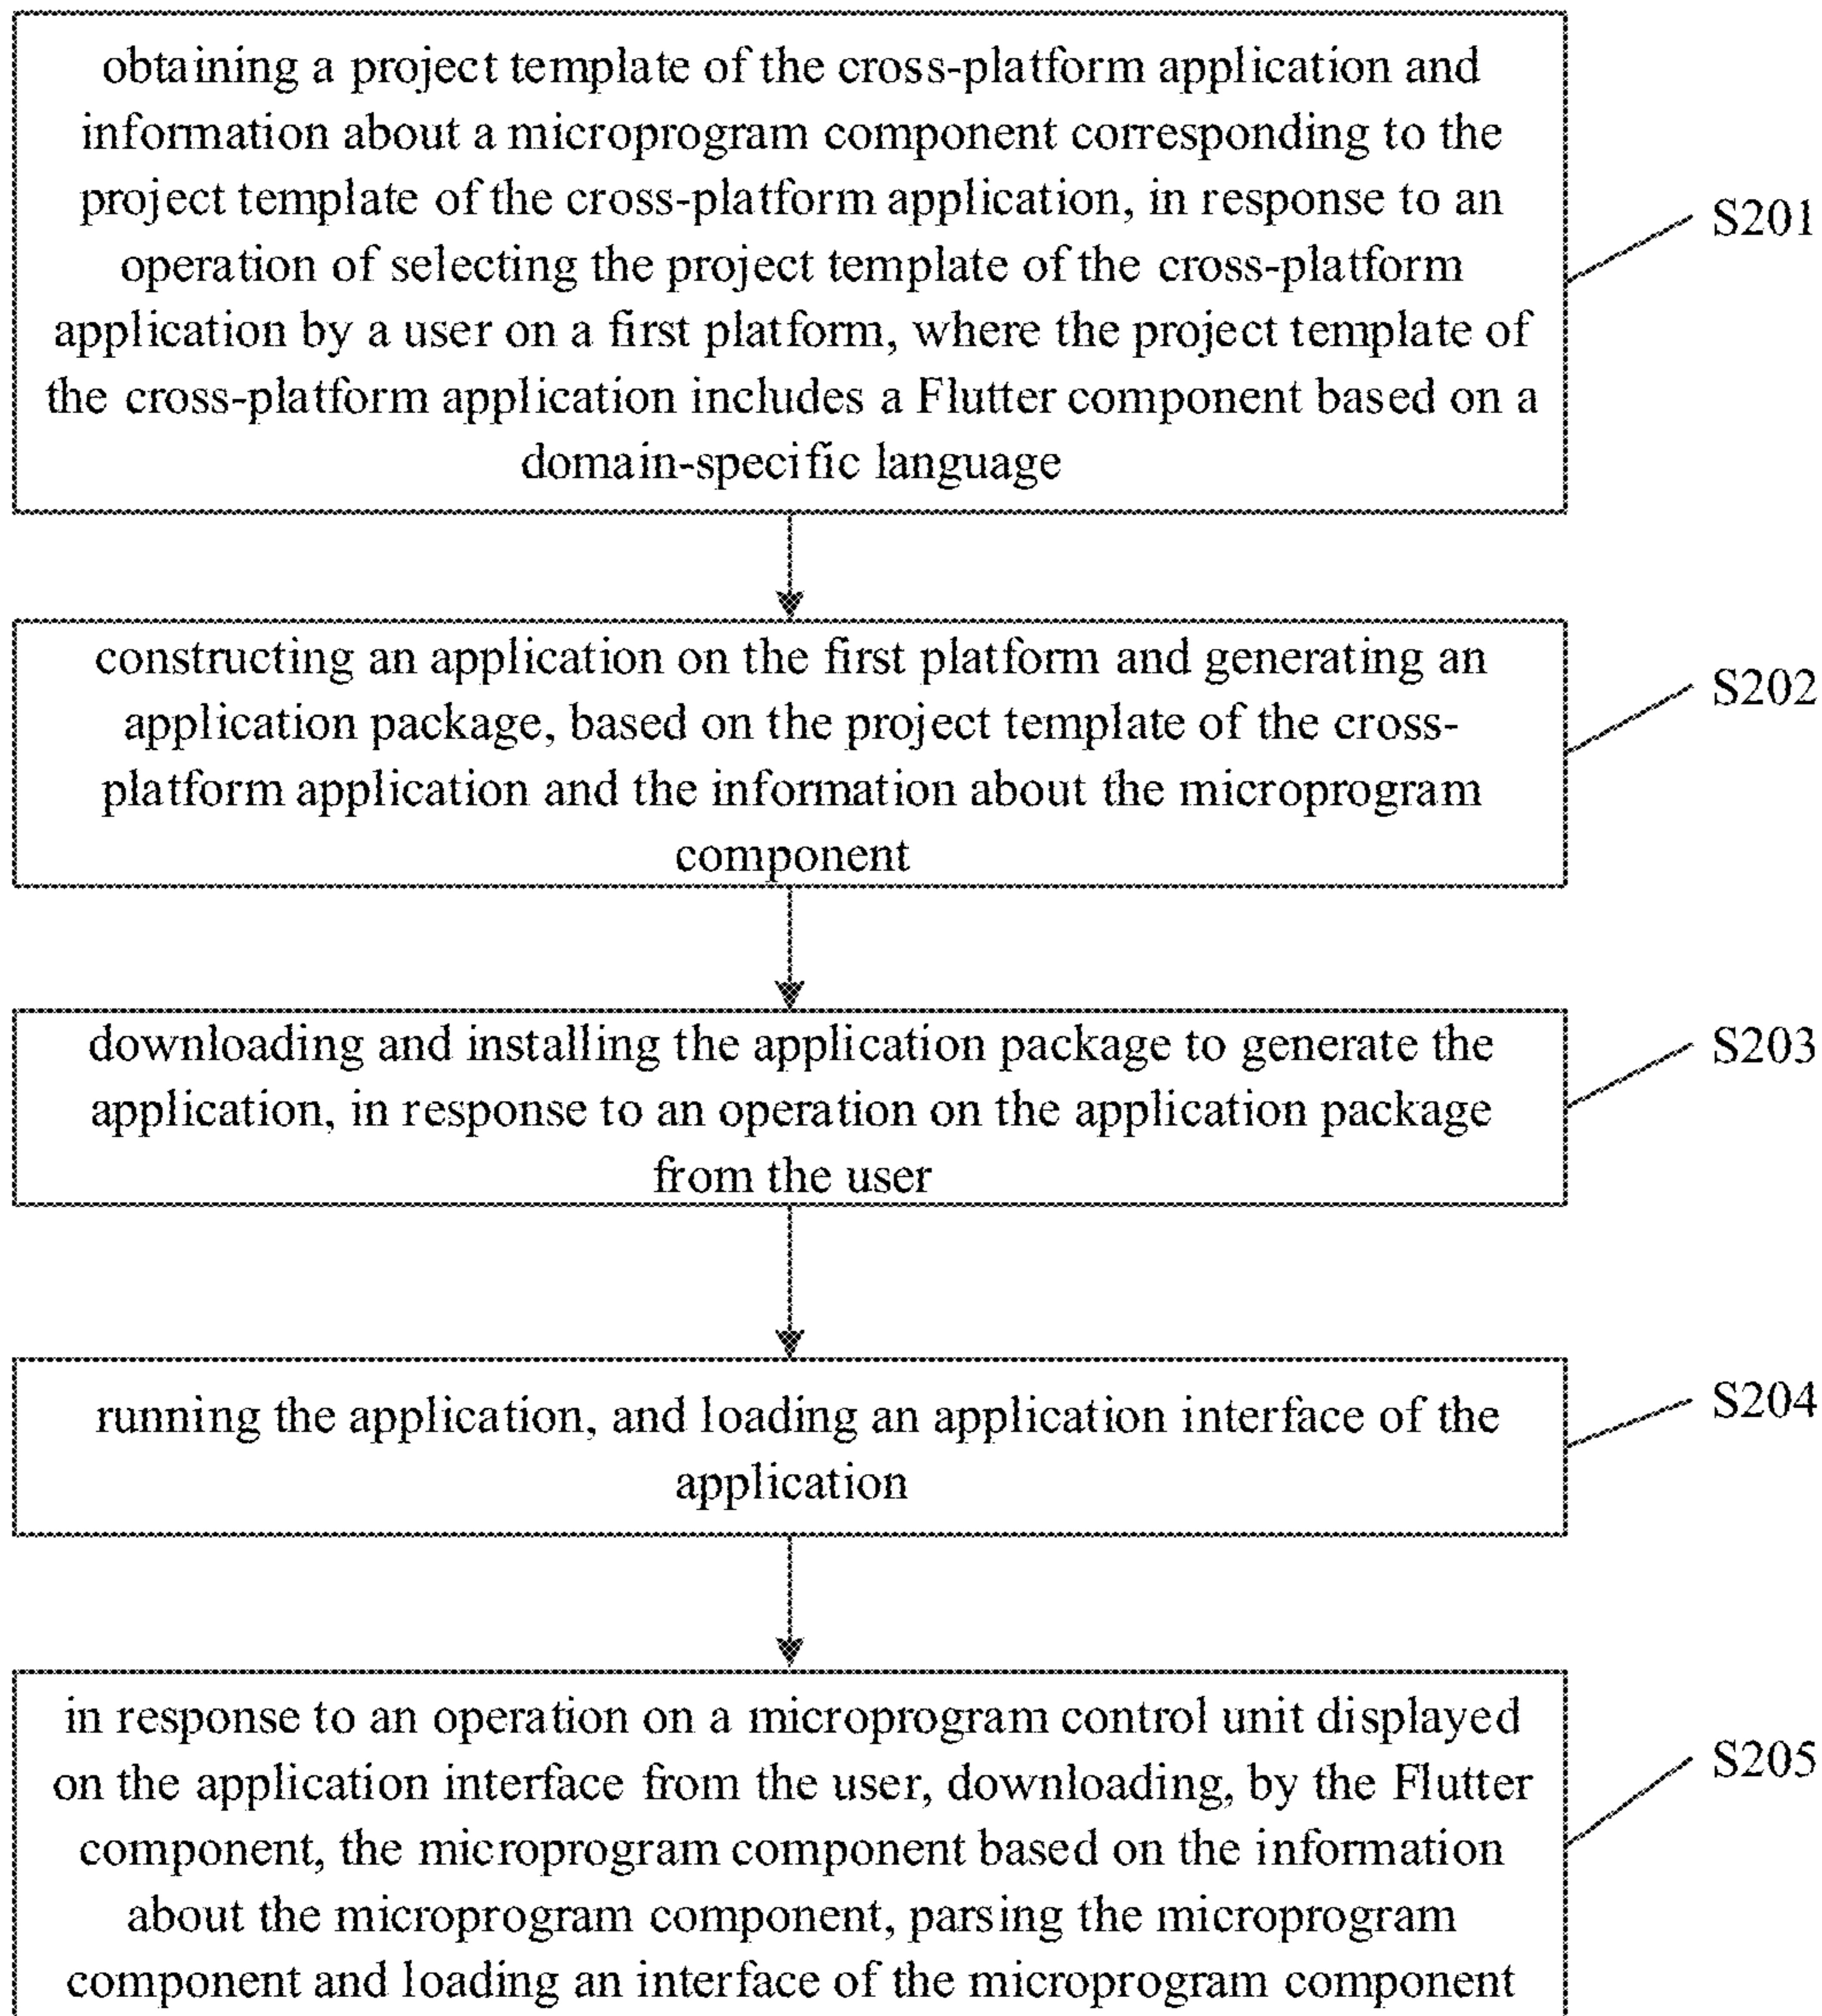 obtaining a project template of the cross-platform application and
information about a microprogram component corresponding to the
project template of the cross-platform application, in response to an
operation of selecting the project template of the cross-platform
application by a user on a first platform, where the project template of
the cross-platform application includes a Flutter component based on a
domain-specific language
S201
constructing an application on the first platform and generating an
application package, based on the project template of the cross-
platform application and the information about the microprogram
component
S202
downloading and installing the application package to generate the
application, in response to an operation on the application package
from the user
S203
running the application, and loading an application interface of the
application
S204
in response to an operation on a microprogram control unit displayed
on the application interface from the user, downloading, by the Flutter
component, the microprogram component based on the information
about the microprogram component, parsing the microprogram
component and loading an interface of the microprogram component
S205